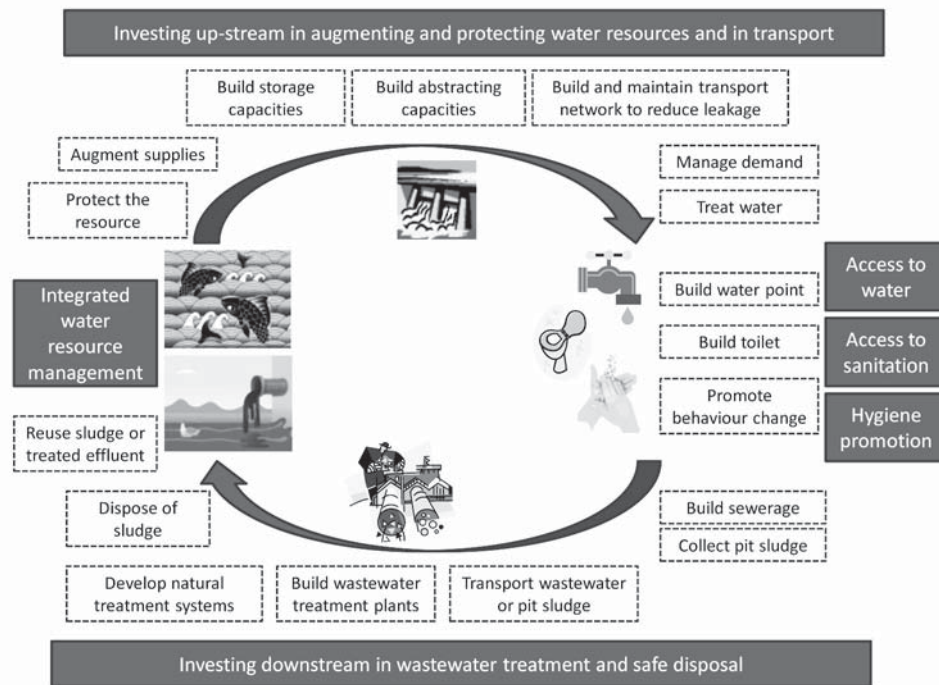 Investing up-stream in augmenting and protecting water resources and in transport
Build storage
capacities
Build abstracting
capacities
Build and maintain transport
network to reduce leakage
Augment supplies
Protect the
resource
Manage demand
Treat water
Integrated
water
resource
management
Build water point
Access to
water
Build toilet
Access to
sanitation
Promote
behaviour change
Hygiene
promotion
Reuse sludge or
treated effluent
Dispose of
sludge
Build sewerage
Collect pit sludge
Develop natural
treatment systems
Build wastewater
treatment plants
Transport wastewater
or pit sludge
Investing downstream in wastewater treatment and safe disposal